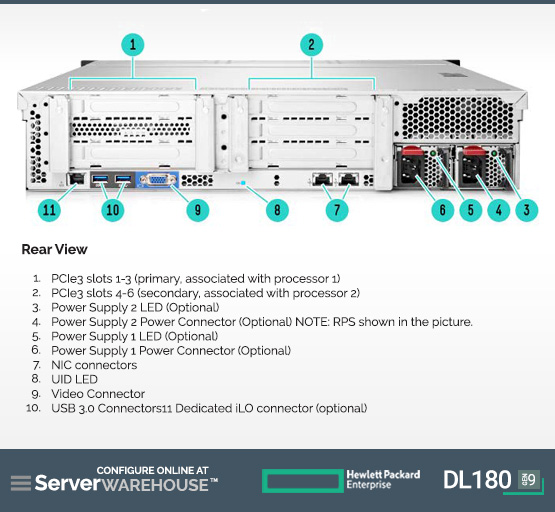 1
2
11
10
9
8
7
6
5
4
3
Rear View
1. PCIe3 slots 1-3 (primary, associated with processor 1)
2. PCIe3 slots 4-6 (secondary, associated with processor 2)
3. Power Supply 2 LED (Optional)
4. Power Supply 2 Power Connector (Optional) NOTE: RPS shown in the picture.
5. Power Supply 1 LED (Optional)
6. Power Supply 1 Power Connector (Optional)
7. NIC connectors
8. UID LED
9. Video Connector
10. USB 3.0 Connectors11 Dedicated iLO connector (optional)
CONFIGURE ONLINE AT
ServerWAREHOUSE™
Hewlett Packard
Enterprise
DL180 GEN9